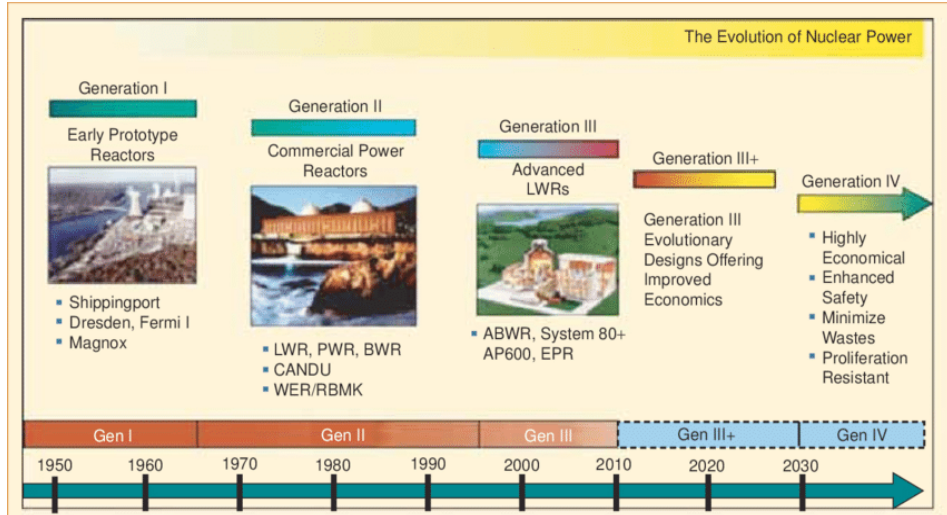 The Evolution of Nuclear Power
Generation I
Early Prototype
Reactors
▪ Shippingport
▪ Dresden, Fermi I
▪ Magnox
Generation II
Commercial Power
Reactors
▪ LWR, PWR, BWR
▪ CANDU
▪ WER/RBMK
Generation III
Advanced
LWRs
▪ ABWR, System 80+
AP600, EPR
Generation III+
Generation III
Evolutionary
Designs Offering
Improved
Economics
Generation IV
▪ Highly
Economical
▪ Enhanced
Safety
▪ Minimize
Wastes
▪ Proliferation
Resistant
Gen I Gen II Gen III Gen III+ Gen IV
1950 1960 1970 1980 1990 2000 2010 2020 2030